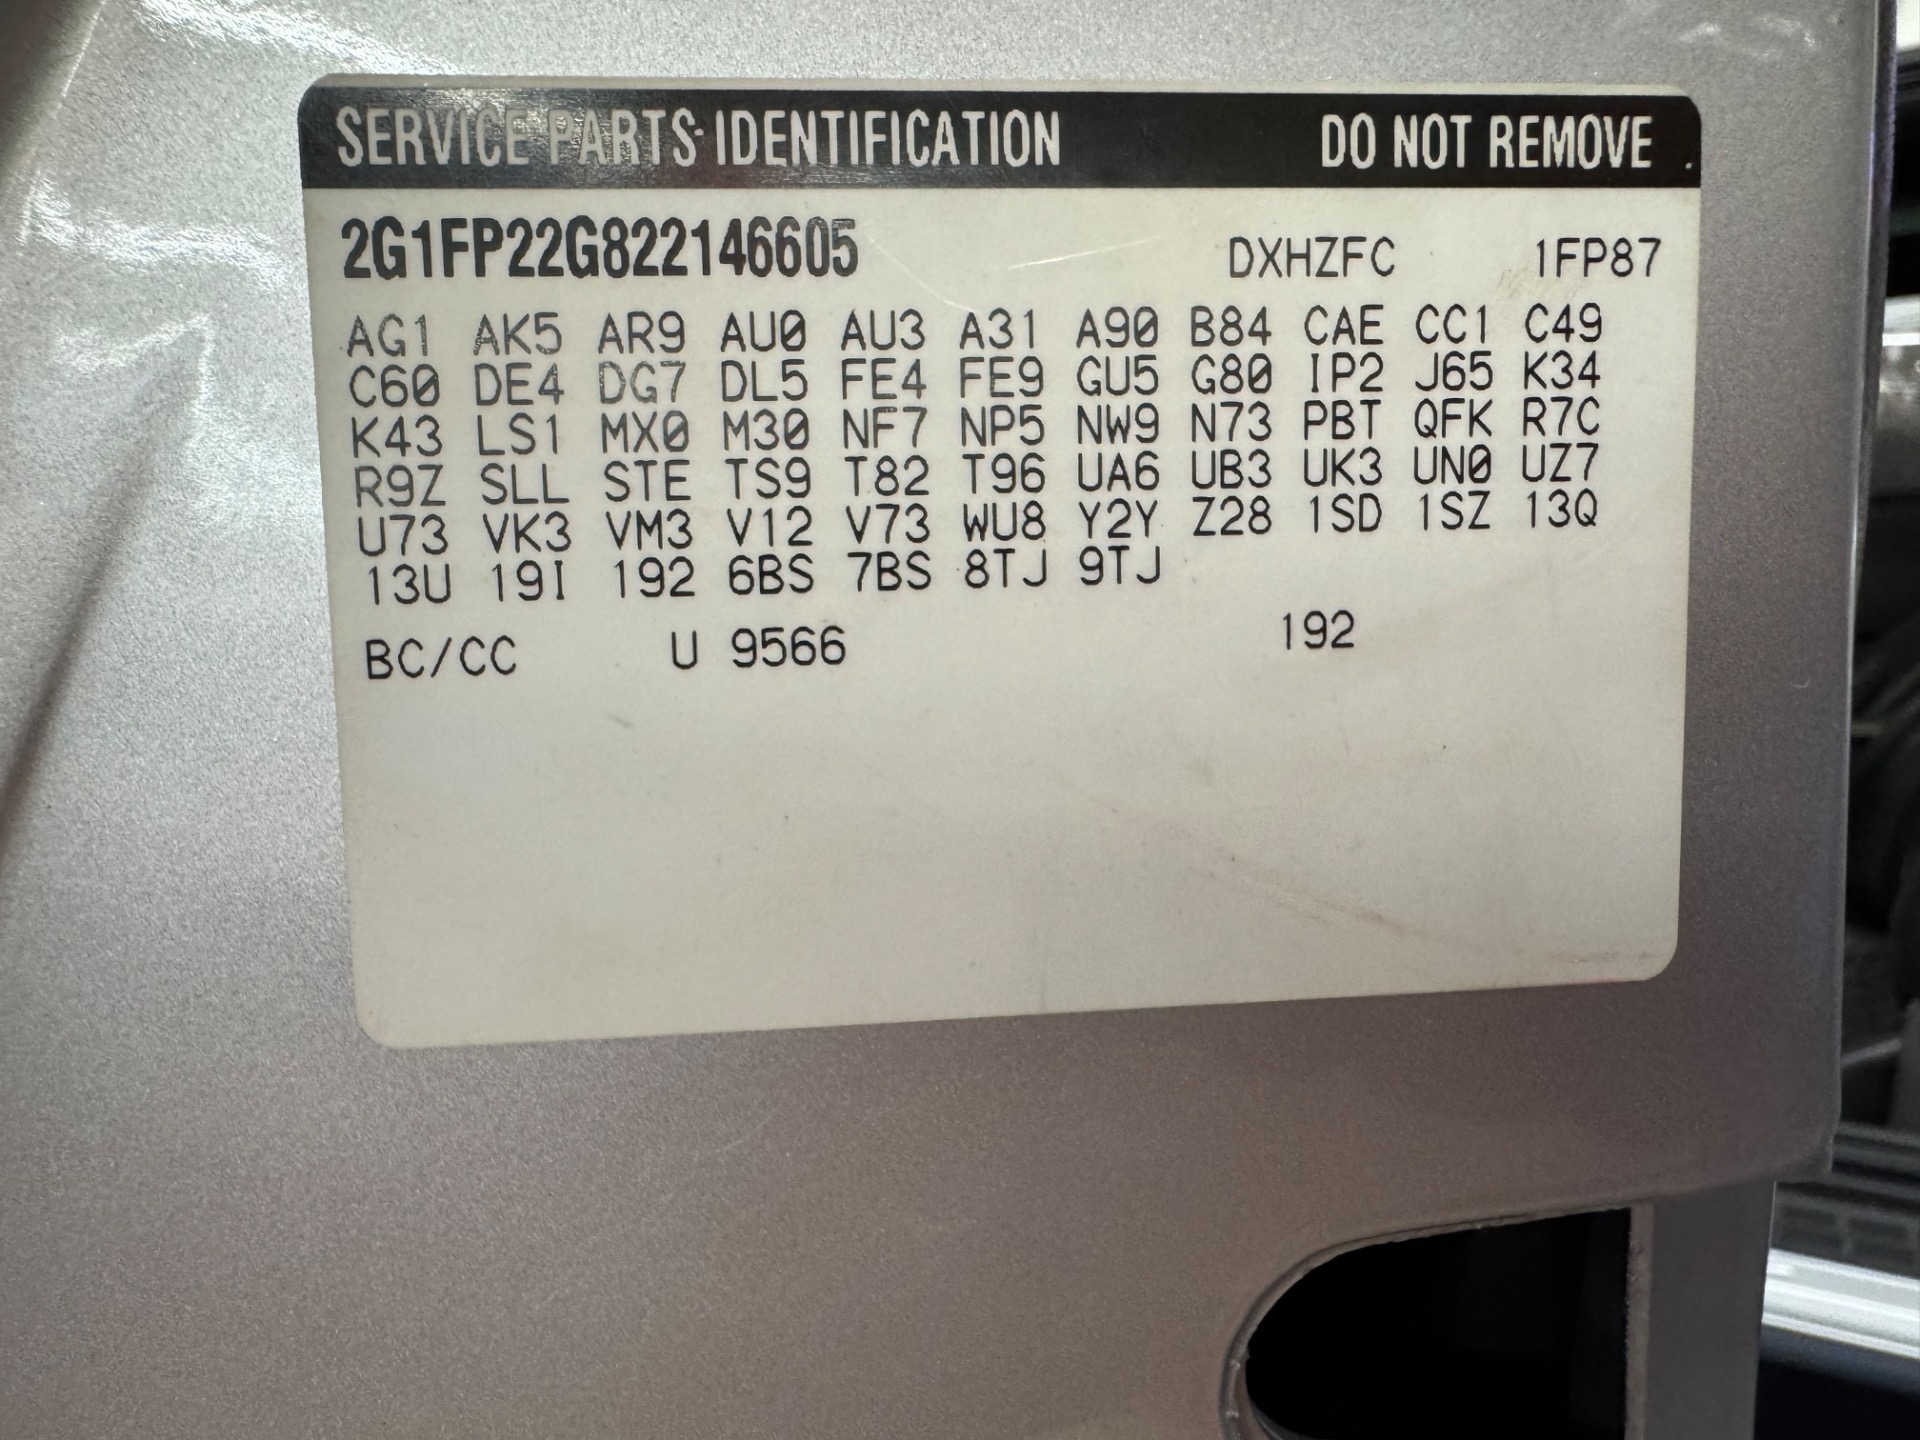 SERVICE PARTS IDENTIFICATION DO NOT REMOVE
2G1FP22G822146605 DXHZFC 1FP87
AG1 AK5 AR9 AU0 AU3 A31 A90 B84 CAE CC1 C49
C60 DE4 DG7 DL5 FE4 FE9 GU5 G80 IP2 J65 K34
K43 LS1 MX0 M30 NF7 NP5 NW9 N73 PBT QFK R7C
R9Z SLL STE TS9 T82 T96 UA6 UB3 UK3 UN0 UZ7
U73 VK3 VM3 V12 V73 WU8 Y2Y Z28 1SD 1SZ 13Q
13U 19I 192 6BS 7BS 8TJ 9TJ
BC/CC U 9566 192